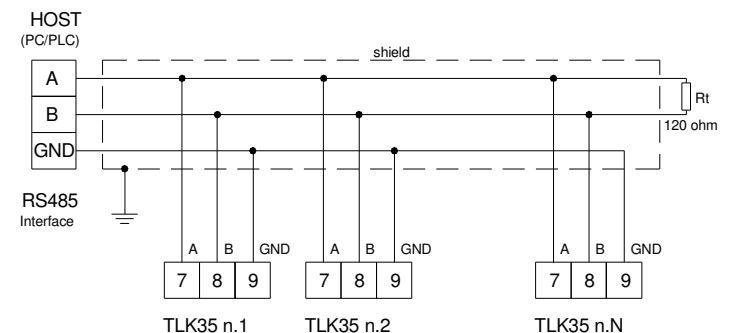 HOST
(PC/PLC)
shield
A
B
GND
Rt
120 ohm
RS485
Interface
A B GND A B GND A B GND
7 8 9 7 8 9 7 8 9
TLK35 n.1 TLK35 n.2 TLK35 n.N